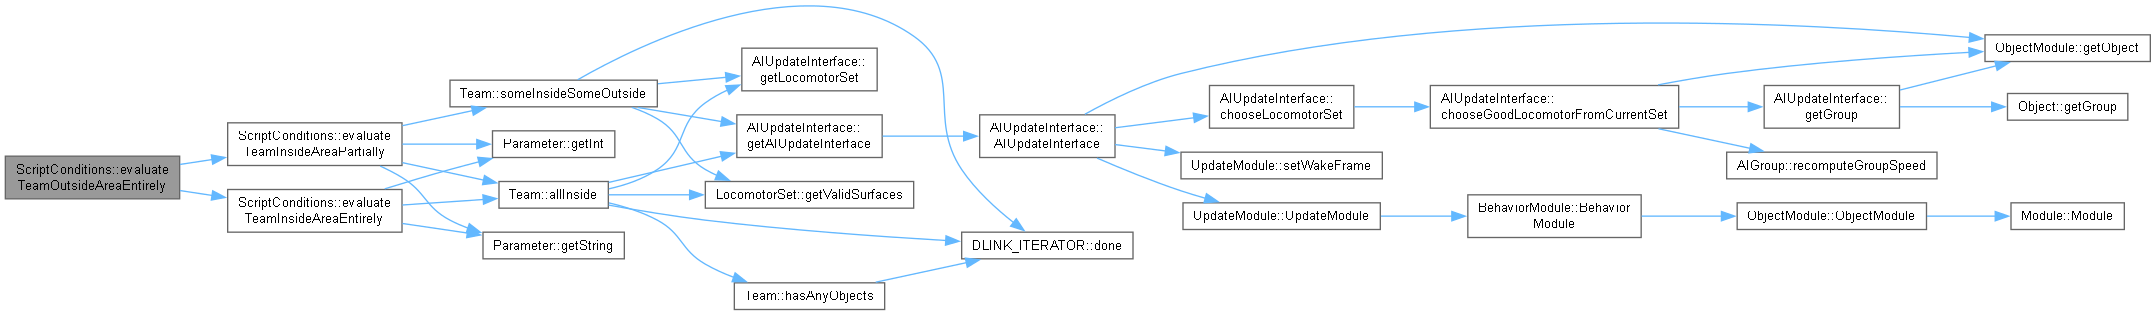 ScriptConditions::evaluate
TeamOutsideAreaEntirely
ScriptConditions::evaluate
TeamInsideAreaPartially
ScriptConditions::evaluate
TeamInsideAreaEntirely
Team::someInsideSomeOutside
Parameter::getInt
Team::allInside
Parameter::getString
AIUpdateInterface::
getLocomotorSet
AIUpdateInterface::
getAIUpdateInterface
LocomotorSet::getValidSurfaces
DLINK_ITERATOR::done
Team::hasAnyObjects
AIUpdateInterface::
AIUpdateInterface
AIUpdateInterface::
chooseLocomotorSet
UpdateModule::setWakeFrame
UpdateModule::UpdateModule
AIUpdateInterface::
chooseGoodLocomotorFromCurrentSet
BehaviorModule::Behavior
Module
AIUpdateInterface::
getGroup
AIGroup::recomputeGroupSpeed
ObjectModule::ObjectModule
ObjectModule::getObject
Object::getGroup
Module::Module